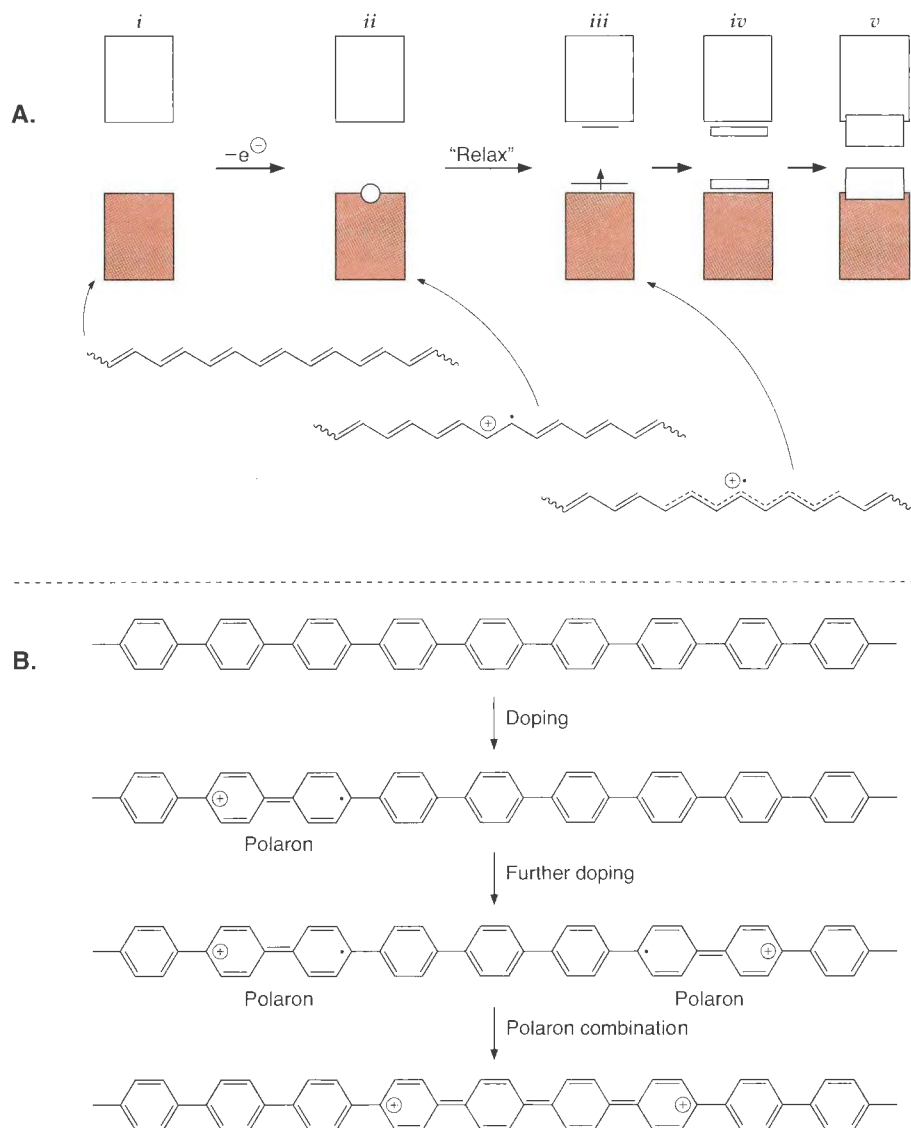 i ii iii iv v
A.
−e⊖
"Relax"
⊕ •
⊕•
B.
Doping
⊕ •
Polaron
Further doping
⊕ • • ⊕
Polaron Polaron
Polaron combination
⊕ ⊕